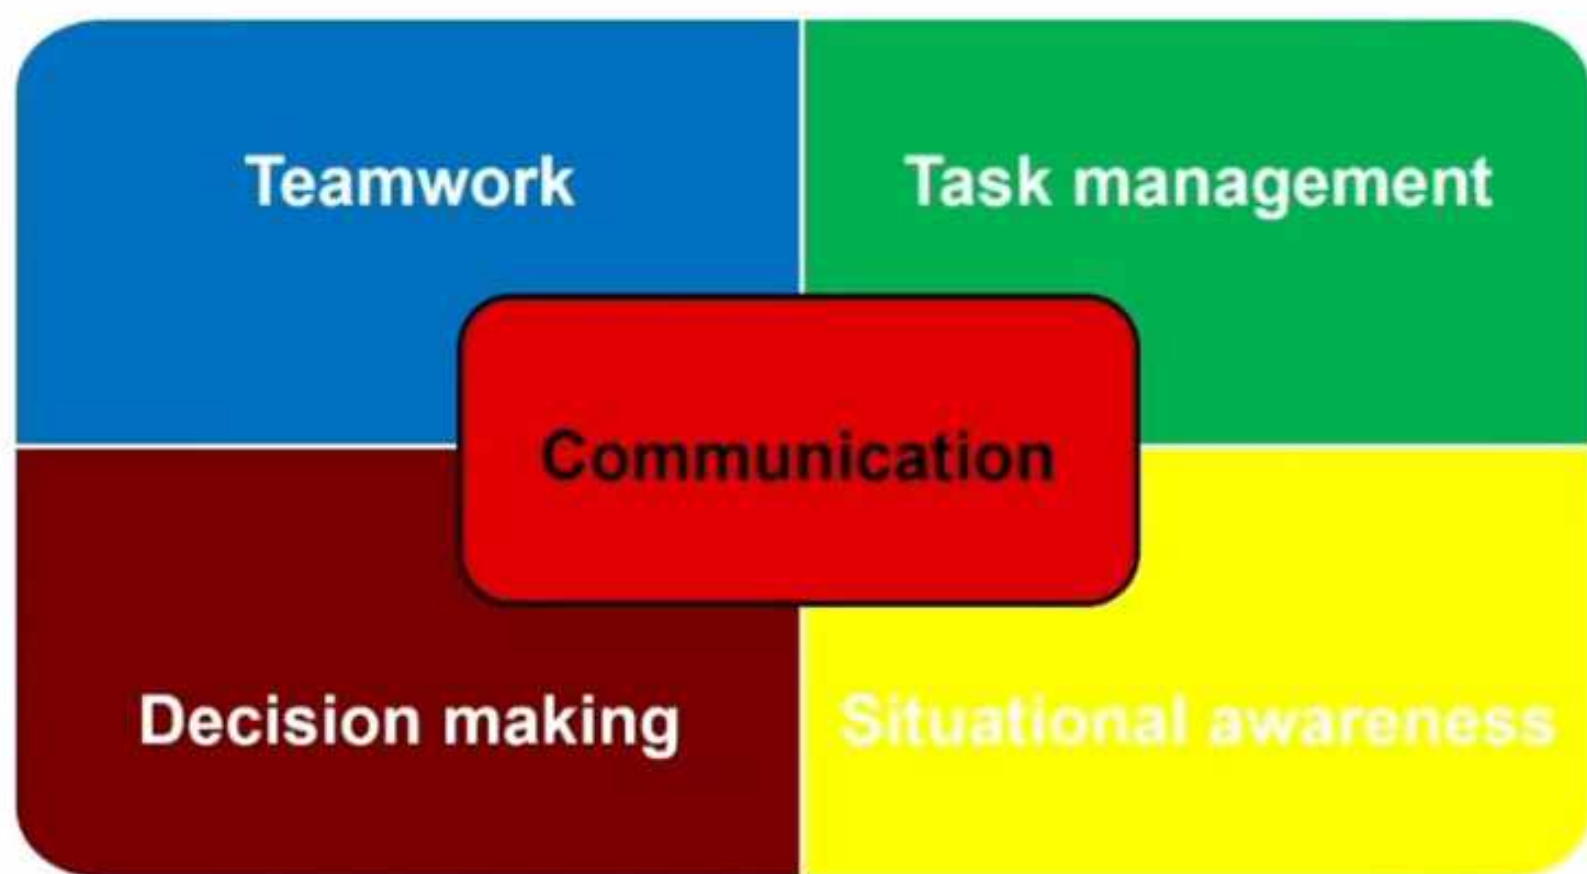 Teamwork
Task management
Communication
Decision making
Situational awareness